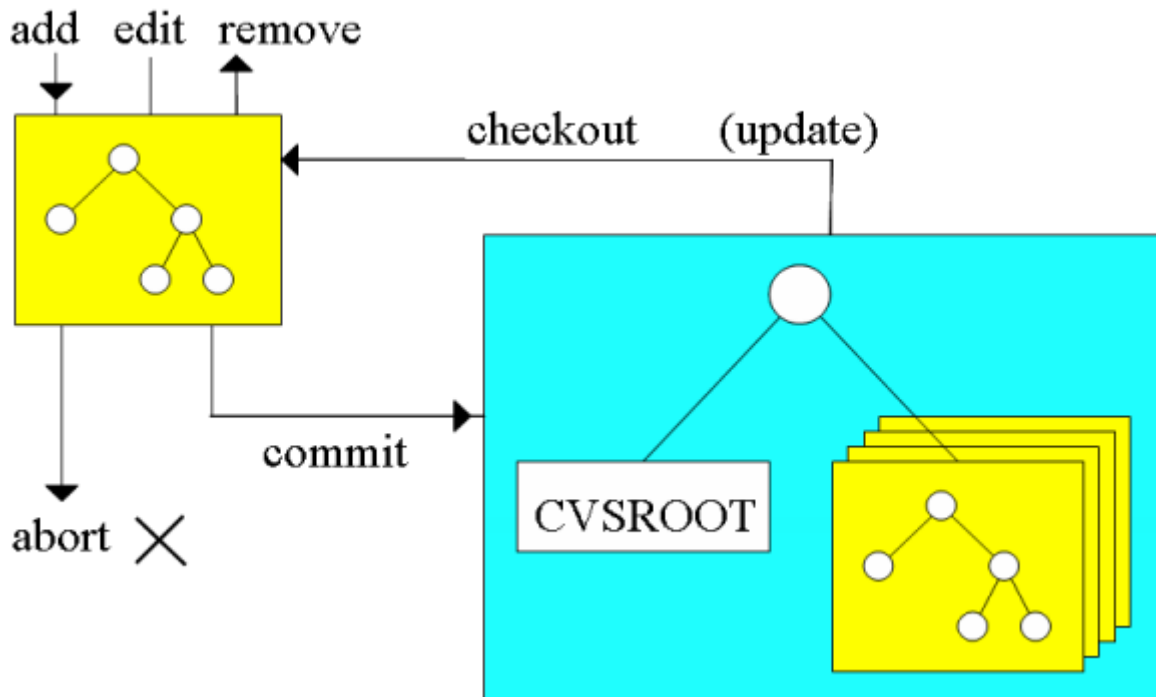 add edit remove
checkout (update)
commit
CVSROOT
abort